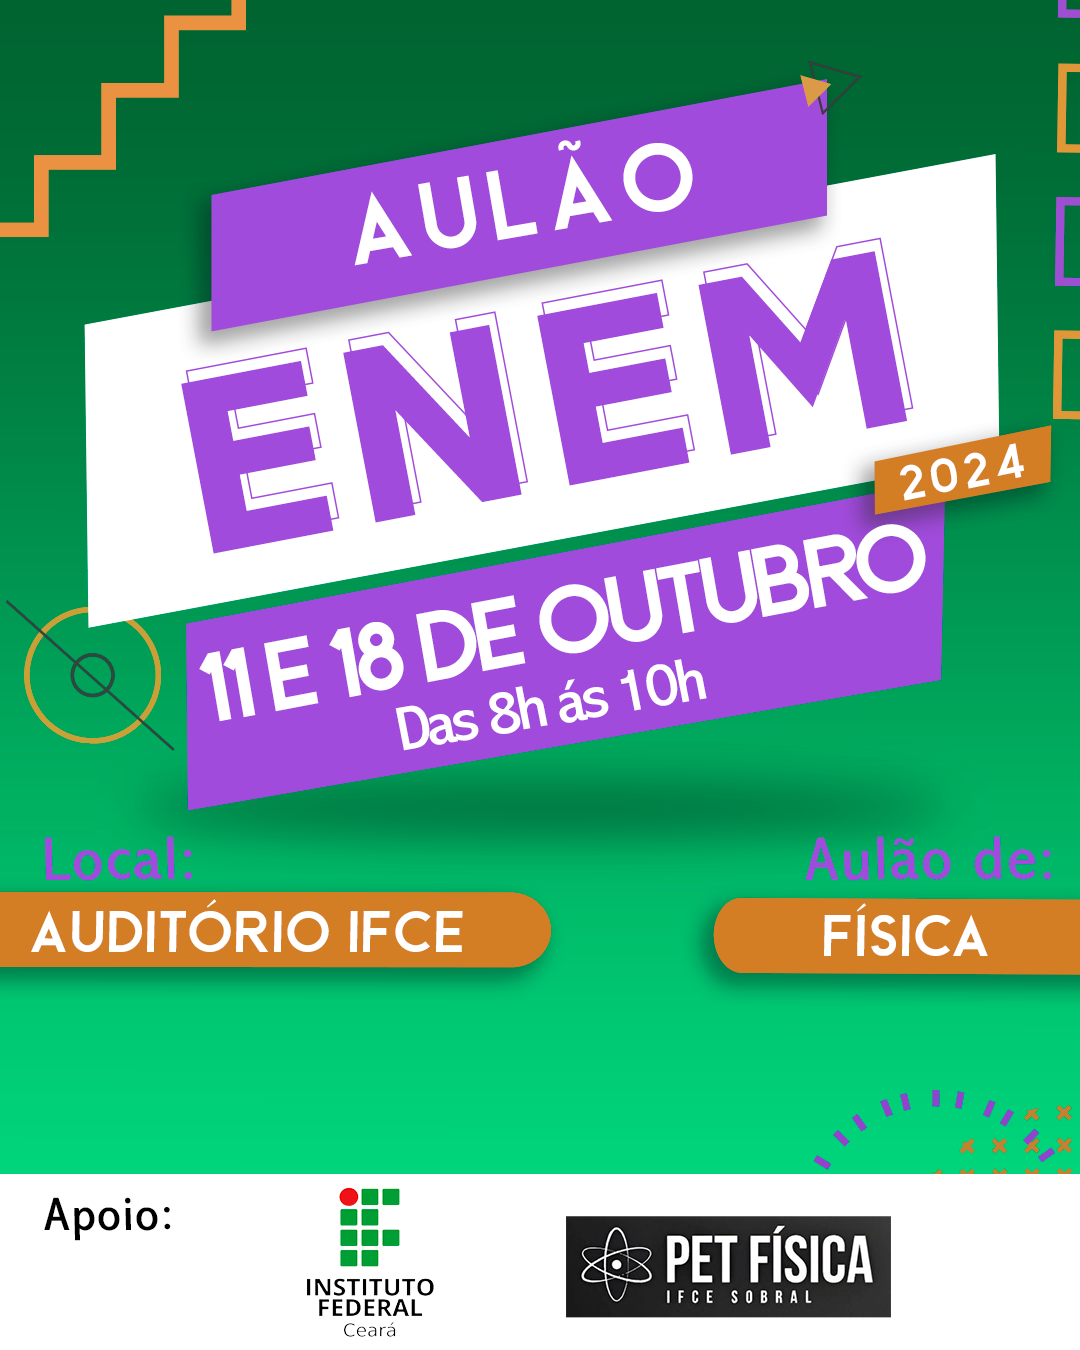 AULÃO
ENEM
2024
11 E 18 DE OUTUBRO
Das 8h ás 10h
Local:
AUDITÓRIO IFCE
Aulão de:
FÍSICA
Apoio:
INSTITUTO
FEDERAL
Ceará
PET FÍSICA
IFCE SOBRAL